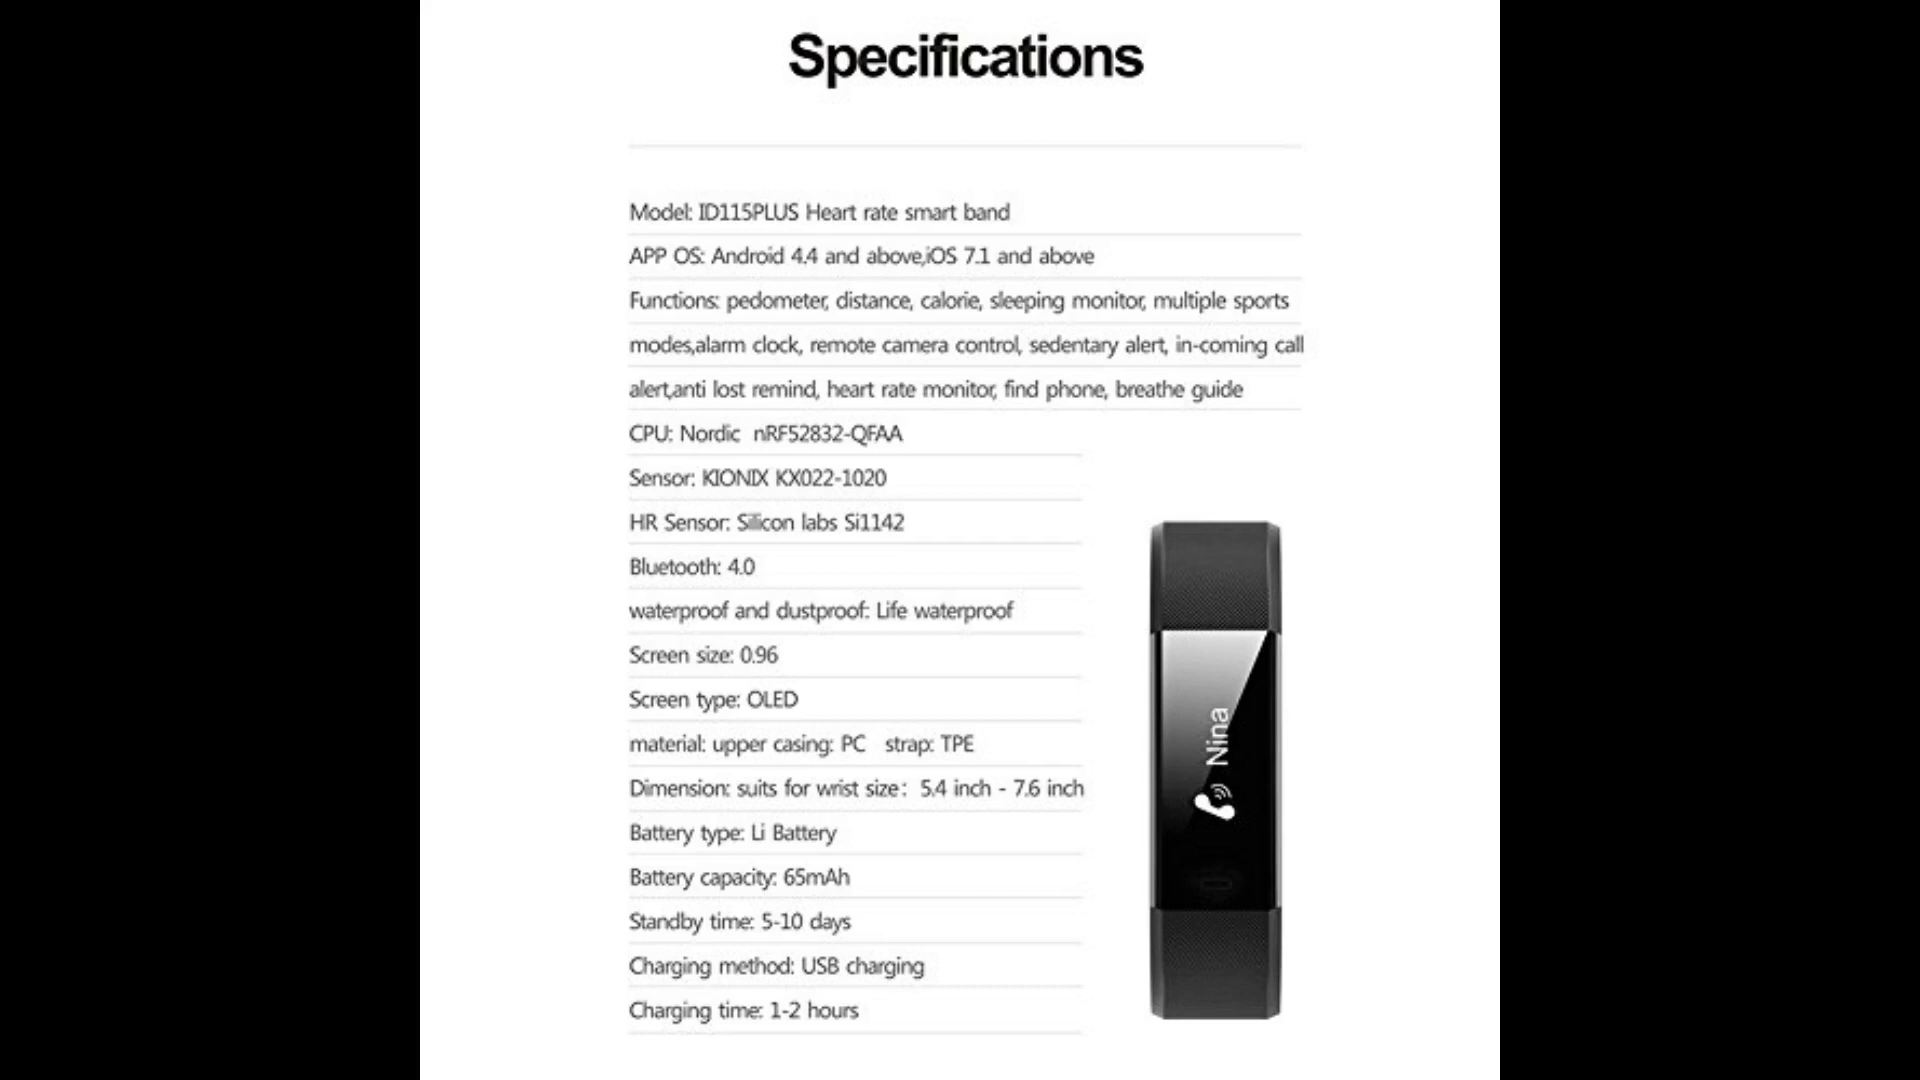 Specifications
Model: ID115PLUS Heart rate smart band
APP OS: Android 4.4 and above,iOS 7.1 and above
Functions: pedometer, distance, calorie, sleeping monitor, multiple sports
modes,alarm clock, remote camera control, sedentary alert, in-coming call
alert,anti lost remind, heart rate monitor, find phone, breathe guide
CPU: Nordic nRF52832-QFAA
Sensor: KIONIX KX022-1020
HR Sensor: Silicon labs Si1142
Bluetooth: 4.0
waterproof and dustproof: Life waterproof
Screen size: 0.96
Screen type: OLED
material: upper casing: PC strap: TPE
Dimension: suits for wrist size: 5.4 inch - 7.6 inch
Battery type: Li Battery
Battery capacity: 65mAh
Standby time: 5-10 days
Charging method: USB charging
Charging time: 1-2 hours
Nina